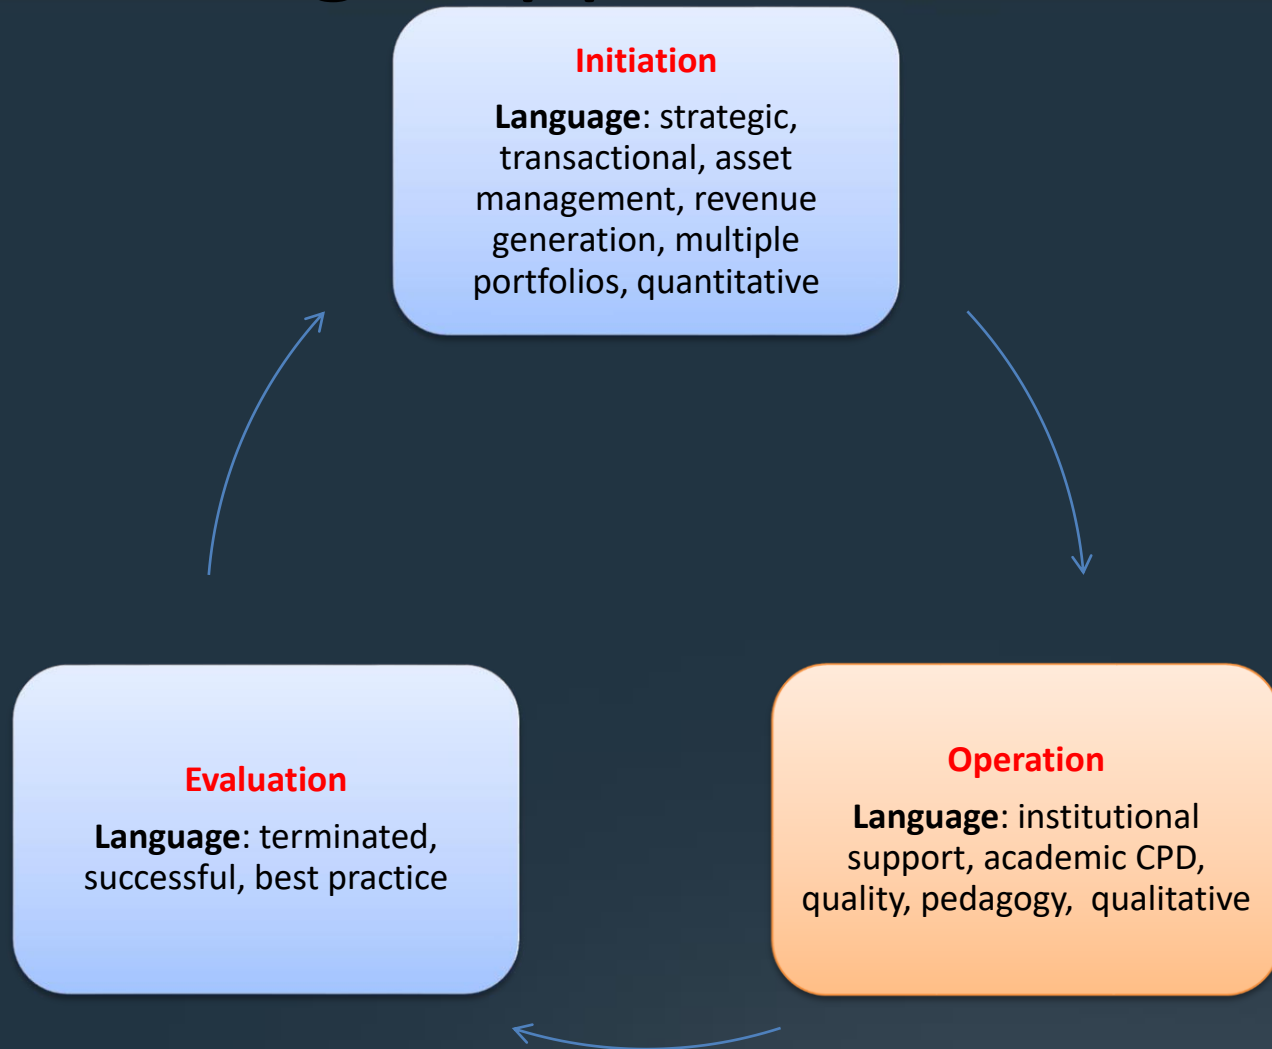 Initiation
Language: strategic,
transactional, asset
management, revenue
generation, multiple
portfolios, quantitative
Evaluation
Language: terminated,
successful, best practice
Operation
Language: institutional
support, academic CPD,
quality, pedagogy, qualitative